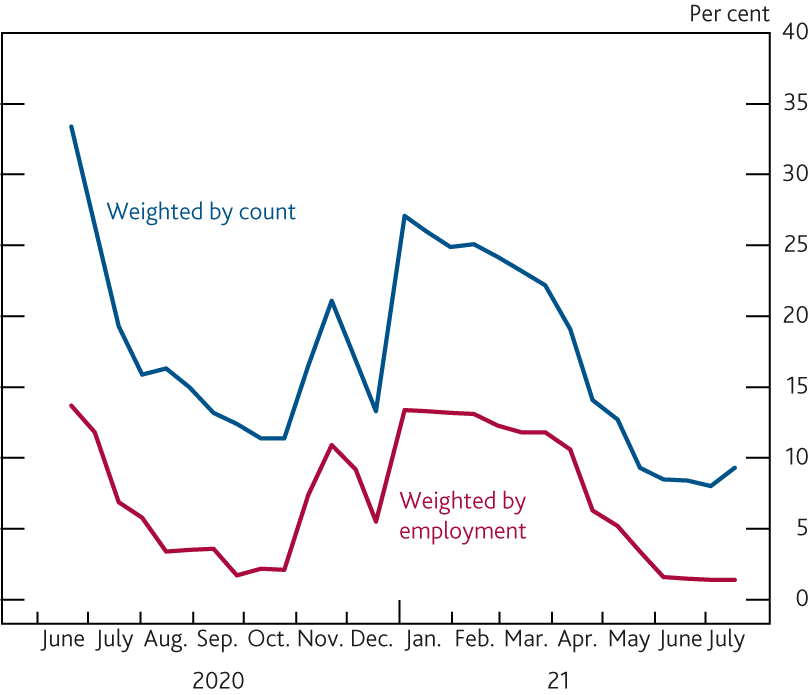 Per cent
40
35
30
25
20
15
10
5
0
Weighted by count
Weighted by
employment
June July Aug. Sep. Oct. Nov. Dec. Jan. Feb. Mar. Apr. May June July
2020 21